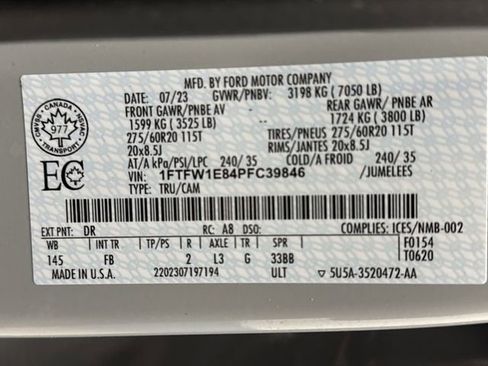 MFD. BY FORD MOTOR COMPANY
DATE: 07/23 GVWR/PNBV: 3198 KG ( 7050 LB)
FRONT GAWR/PNBE AV REAR GAWR/ PNBE AR
1599 KG ( 3525 LB) 1724 KG ( 3800 LB)
275/60R20 115T TIRES/PNEUS 275/60R20 115T
20x8.5J RIMS/JANTES 20x8.5J
AT/A kPa/PSI/LPC 240/ 35 COLD/A FROID 240/ 35
VIN: 1FTFW1E84PFC39846 /JUMELEES
TYPE: TRU/CAM
CANADA
977
EC
EXT PNT: DR RC: A8 DSO: COMPLIES: ICES/NMB-002
WB INT TR TP/PS R AXLE TR SPR F0154
145 FB 2 L3 G 33BB T0620
MADE IN U.S.A. 2202307197194 ULT 5U5A-3520472-AA